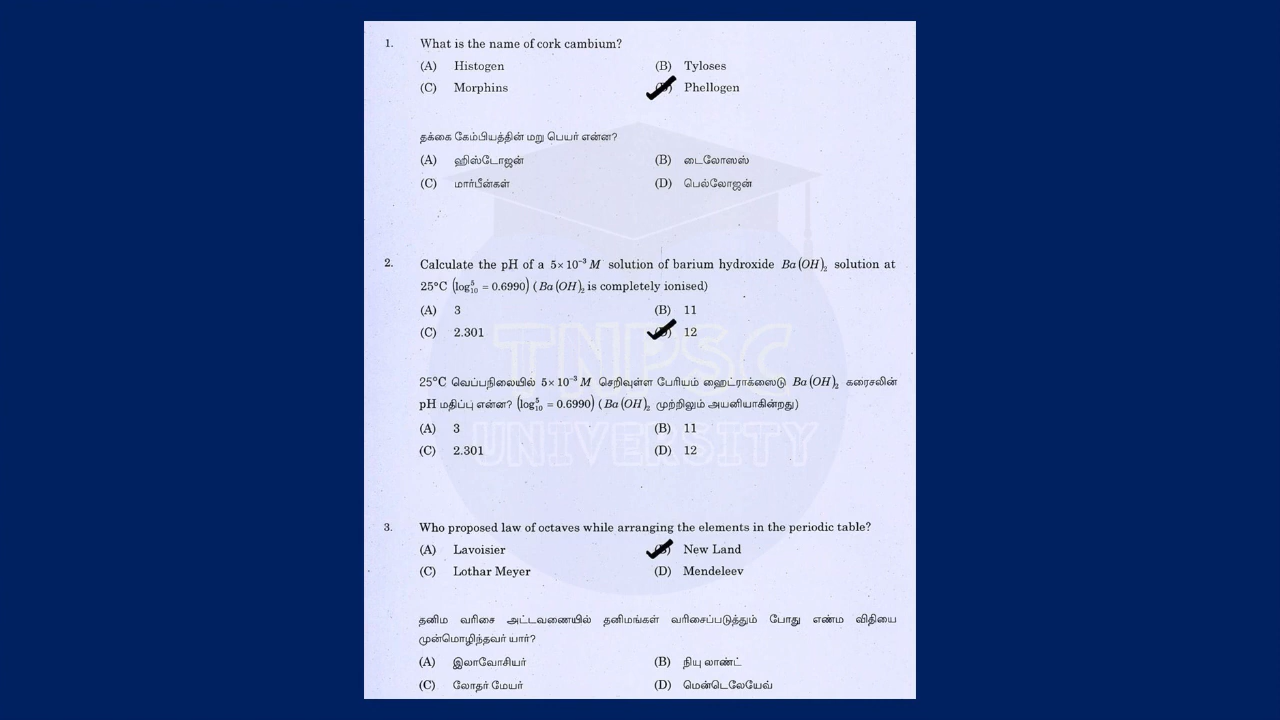 1. What is the name of cork cambium?
(A) Histogen (B) Tyloses
(C) Morphins Phellogen
தக்கை கேம்பியத்தின் மறு பெயர் என்ன?
(A) ஹிஸ்டோஜன் (B) டைலோஸஸ்
(C) மார்பீன்கள் (D) பெல்லோஜன்
2. Calculate the pH of a 5×10⁻³ M solution of barium hydroxide Ba(OH)₂ solution at
25°C (log₁₀⁵ = 0.6990) (Ba(OH)₂ is completely ionised)
(A) 3 (B) 11
(C) 2.301 12
25°C வெப்பநிலையில் 5×10⁻³ M செறிவுள்ள பேரியம் ஹைட்ராக்ஸைடு Ba(OH)₂ கரைசலின்
pH மதிப்பு என்ன? (log₁₀⁵ = 0.6990) (Ba(OH)₂ முற்றிலும் அயனியாகின்றது)
(A) 3 (B) 11
(C) 2.301 (D) 12
3. Who proposed law of octaves while arranging the elements in the periodic table?
(A) Lavoisier New Land
(C) Lothar Meyer (D) Mendeleev
தனிம வரிசை அட்டவணையில் தனிமங்கள் வரிசைப்படுத்தும் போது எண்ம விதியை
முன்மொழிந்தவர் யார்?
(A) இலாவோசியர் (B) நியு லாண்ட்
(C) லோதர் மேயர் (D) மென்டெலேயேவ்
TNPSC
UNIVERSITY